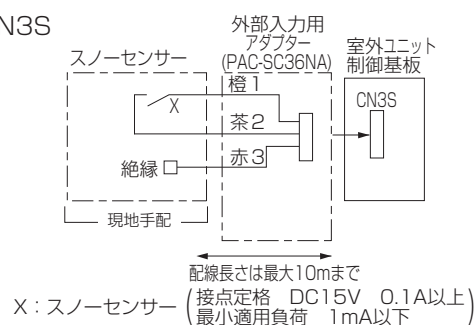 CN3S
外部入力用
アダプター
(PAC-SC36NA)
スノーセンサー
室外ユニット
制御基板
橙1
X
茶2
CN3S
赤3
絶縁
現地手配
配線長さは最大10mまで
X：スノーセンサー(接点定格 DC15V 0.1A以上
最小適用負荷 1mA以下)